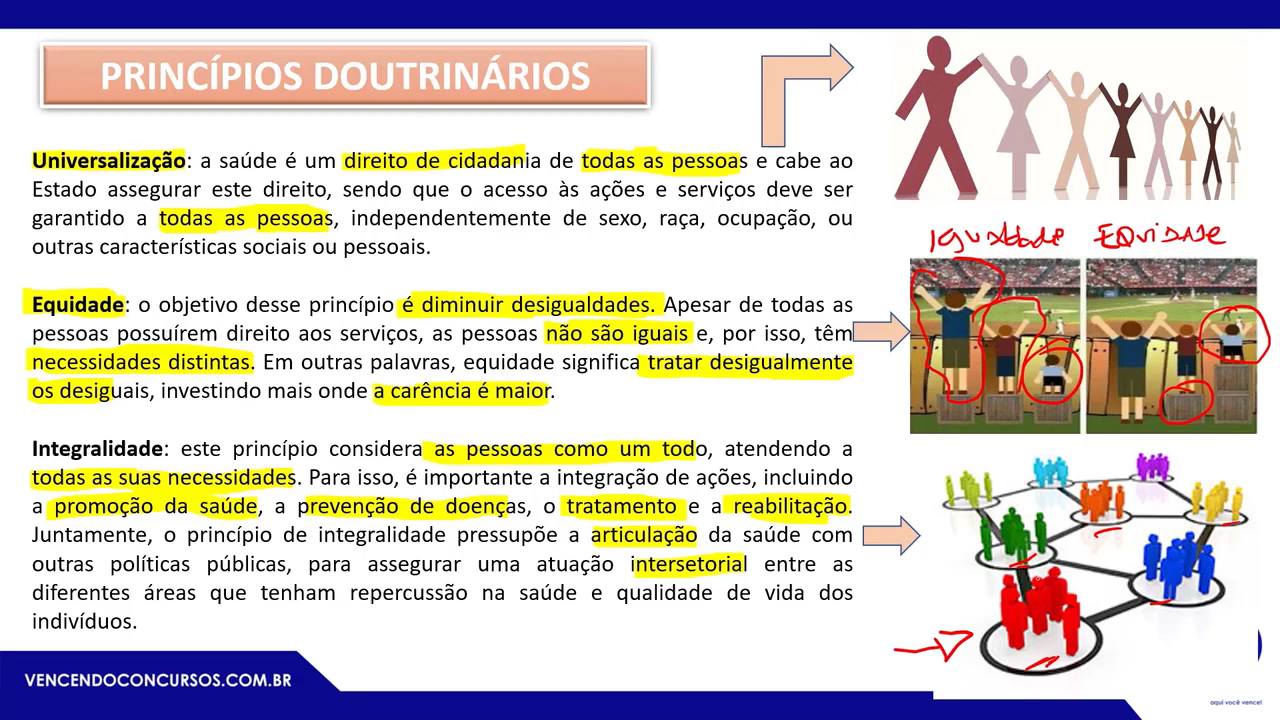 PRINCÍPIOS DOUTRINÁRIOS
Universalização: a saúde é um direito de cidadania de todas as pessoas e cabe ao
Estado assegurar este direito, sendo que o acesso às ações e serviços deve ser
garantido a todas as pessoas, independentemente de sexo, raça, ocupação, ou
outras características sociais ou pessoais.
Igualdade EQUIDADE
Equidade: o objetivo desse princípio é diminuir desigualdades. Apesar de todas as
pessoas possuírem direito aos serviços, as pessoas não são iguais e, por isso, têm
necessidades distintas. Em outras palavras, equidade significa tratar desigualmente
os desiguais, investindo mais onde a carência é maior.
Integralidade: este princípio considera as pessoas como um todo, atendendo a
todas as suas necessidades. Para isso, é importante a integração de ações, incluindo
a promoção da saúde, a prevenção de doenças, o tratamento e a reabilitação.
Juntamente, o princípio de integralidade pressupõe a articulação da saúde com
outras políticas públicas, para assegurar uma atuação intersetorial entre as
diferentes áreas que tenham repercussão na saúde e qualidade de vida dos
indivíduos.
VENCENDOCONCURSOS.COM.BR
aqui você vence!